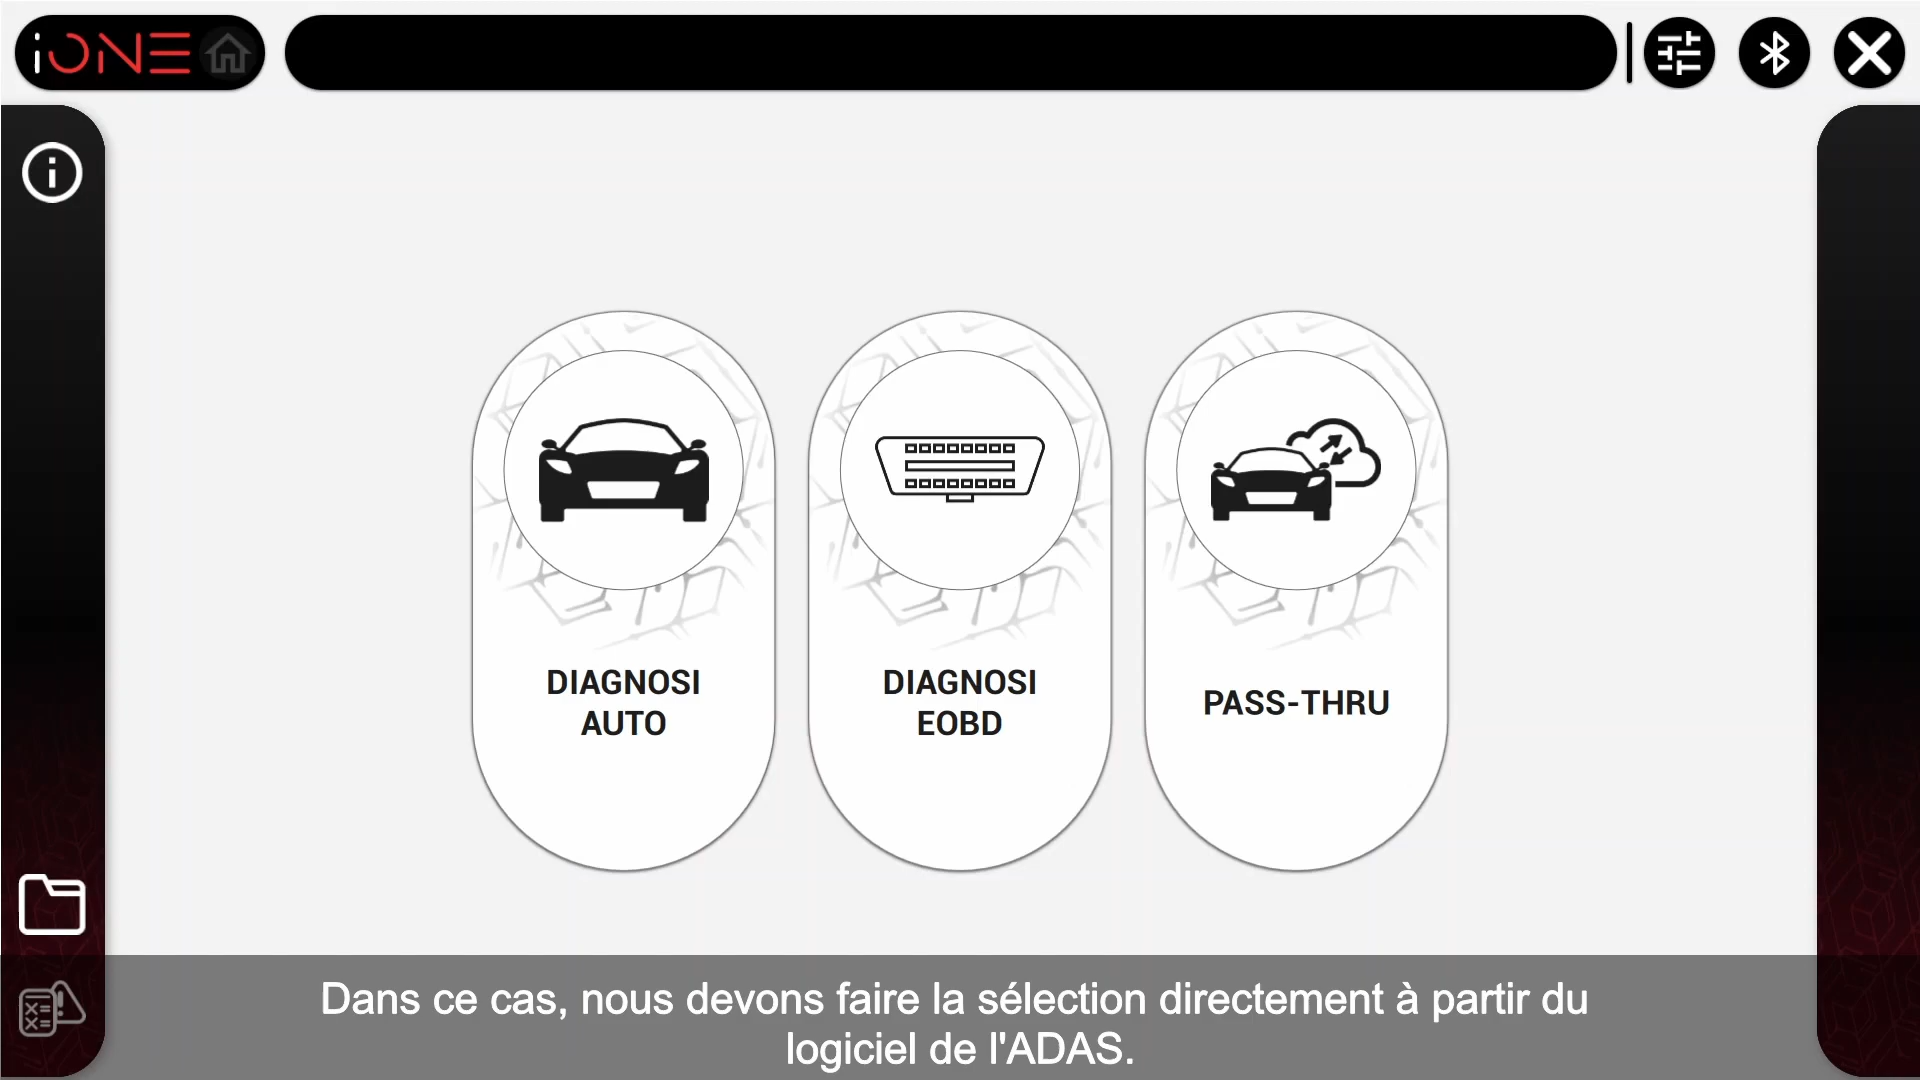 iONE
DIAGNOSI
AUTO
DIAGNOSI
EOBD
PASS-THRU
Dans ce cas, nous devons faire la sélection directement à partir du
logiciel de l'ADAS.